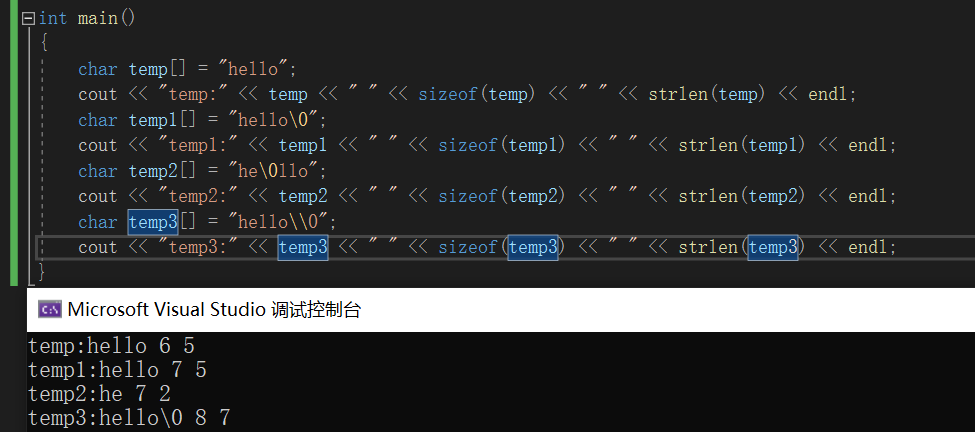 int main()
{
char temp[] = "hello";
cout << "temp:" << temp << " " << sizeof(temp) << " " << strlen(temp) << endl;
char temp1[] = "hello\0";
cout << "temp1:" << temp1 << " " << sizeof(temp1) << " " << strlen(temp1) << endl;
char temp2[] = "he\0llo";
cout << "temp2:" << temp2 << " " << sizeof(temp2) << " " << strlen(temp2) << endl;
char temp3[] = "hello\\0";
cout << "temp3:" << temp3 << " " << sizeof(temp3) << " " << strlen(temp3) << endl;
}
C:\ Microsoft Visual Studio 调试控制台
temp:hello 6 5
temp1:hello 7 5
temp2:he 7 2
temp3:hello\0 8 7